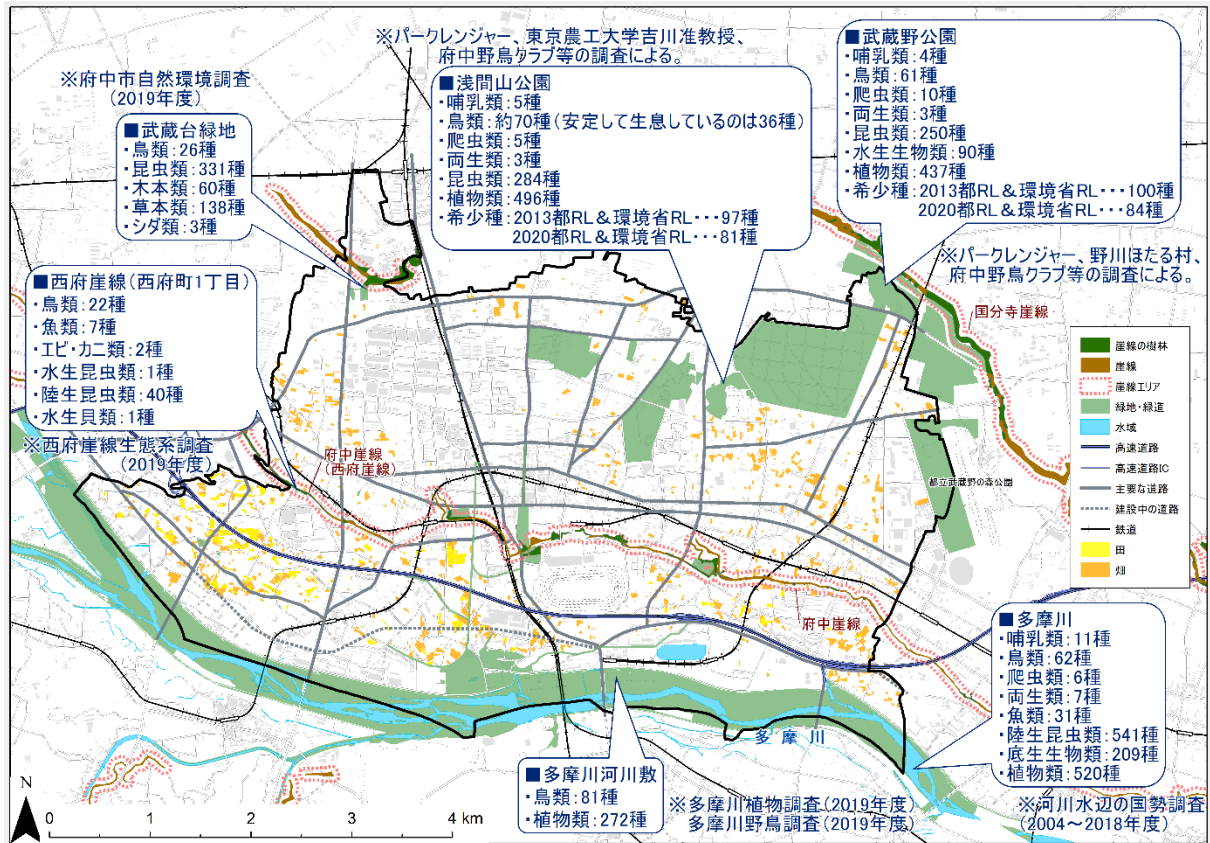 ※府中市自然環境調査
(2019年度)
■武蔵台緑地
・鳥類:26種
・昆虫類:331種
・木本類:60種
・草本類:138種
・シダ類:3種
※パークレンジャー、東京農工大学吉川准教授、
府中野鳥クラブ等の調査による。
■浅間山公園
・哺乳類:5種
・鳥類:約70種(安定して生息しているのは36種)
・爬虫類:5種
・両生類:3種
・昆虫類:284種
・植物類:496種
・希少種:2013都RL&環境省RL・・・97種
2020都RL&環境省RL・・・81種
■武蔵野公園
・哺乳類:4種
・鳥類:61種
・爬虫類:10種
・両生類:3種
・昆虫類:250種
・水生生物類:90種
・植物類:437種
・希少種:2013都RL&環境省RL・・・100種
2020都RL&環境省RL・・・84種
※パークレンジャー、野川ほたる村、
府中野鳥クラブ等の調査による。
■西府崖線(西府町1丁目)
・鳥類:22種
・魚類:7種
・エビ・カニ類:2種
・水生昆虫類:1種
・陸生昆虫類:40種
・水生貝類:1種
※西府崖線生態系調査
(2019年度)
府中崖線
(西府崖線)
国分寺崖線
崖線の樹林
崖線
崖線エリア
緑地・緑道
水域
高速道路
高速道路IC
主要な道路
建設中の道路
鉄道
田
畑
都立武蔵野の森公園
府中崖線
多摩川
■多摩川
・哺乳類:11種
・鳥類:62種
・爬虫類:6種
・両生類:7種
・魚類:31種
・陸生昆虫類:541種
・底生生物類:209種
・植物類:520種
※河川水辺の国勢調査
(2004~2018年度)
■多摩川河川敷
・鳥類:81種
・植物類:272種
※多摩川植物調査(2019年度)
多摩川野鳥調査(2019年度)
N
0 1 2 4 km